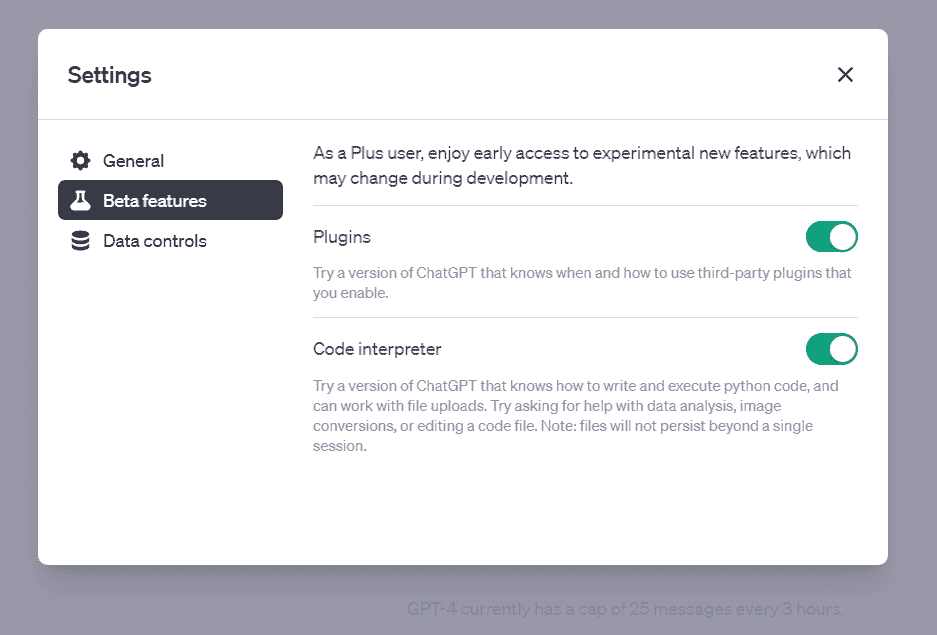 Settings
General
Beta features
Data controls
As a Plus user, enjoy early access to experimental new features, which
may change during development.
Plugins
Try a version of ChatGPT that knows when and how to use third-party plugins that
you enable.
Code interpreter
Try a version of ChatGPT that knows how to write and execute python code, and
can work with file uploads. Try asking for help with data analysis, image
conversions, or editing a code file. Note: files will not persist beyond a single
session.
GPT-4 currently has a cap of 25 messages every 3 hours.